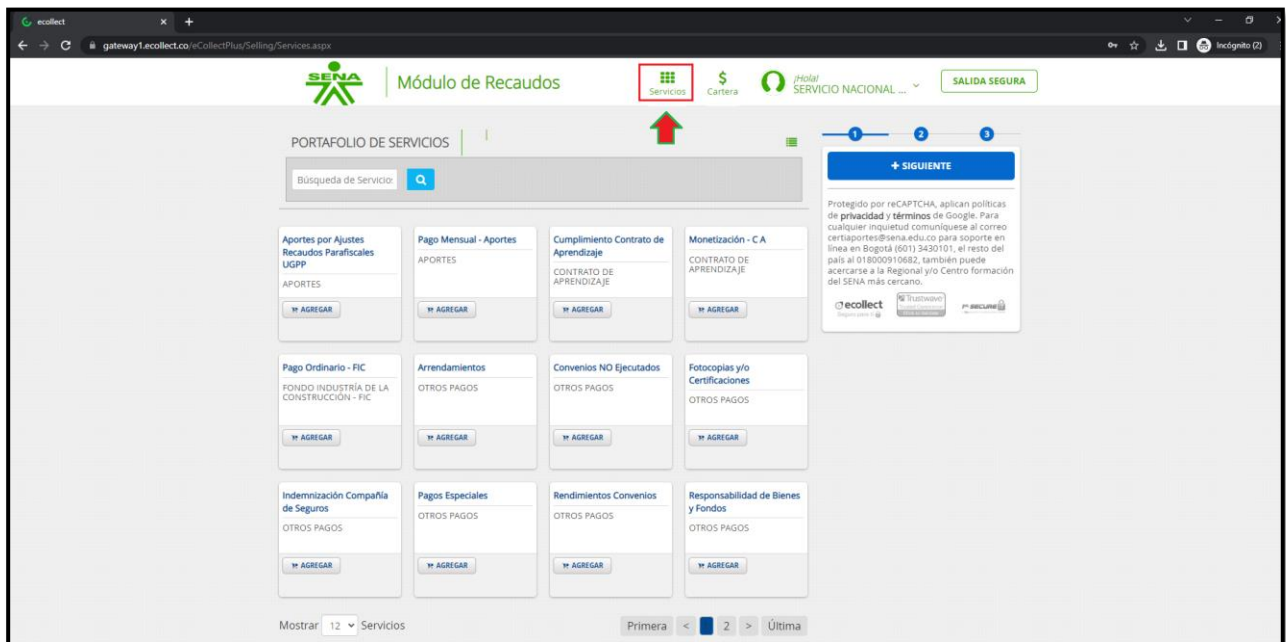 ecollect
gateway1.ecollect.co/eCollectPlus/Selling/Services.aspx
Incógnito (2)
SENA
Módulo de Recaudos
Servicios
$
Cartera
¡Hola!
SERVICIO NACIONAL ...
SALIDA SEGURA
PORTAFOLIO DE SERVICIOS
1 2 3
+ SIGUIENTE
Búsqueda de Servicio:
Protegido por reCAPTCHA, aplican políticas
de privacidad y términos de Google. Para
cualquier inquietud comuníquese al correo
certiaportes@sena.edu.co para soporte en
línea en Bogotá (601) 3430101, el resto del
país al 018000910682, también puede
acercarse a la Regional y/o Centro formación
del SENA más cercano.
ecollect
Trustwave
SECURE
Aportes por Ajustes
Recaudos Parafiscales
UGPP
APORTES
AGREGAR
Pago Mensual - Aportes
APORTES
AGREGAR
Cumplimiento Contrato de
Aprendizaje
CONTRATO DE
APRENDIZAJE
AGREGAR
Monetización - C A
CONTRATO DE
APRENDIZAJE
AGREGAR
Pago Ordinario - FIC
FONDO INDUSTRÍA DE LA
CONSTRUCCIÓN - FIC
AGREGAR
Arrendamientos
OTROS PAGOS
AGREGAR
Convenios NO Ejecutados
OTROS PAGOS
AGREGAR
Fotocopias y/o
Certificaciones
OTROS PAGOS
AGREGAR
Indemnización Compañía
de Seguros
OTROS PAGOS
AGREGAR
Pagos Especiales
OTROS PAGOS
AGREGAR
Rendimientos Convenios
OTROS PAGOS
AGREGAR
Responsabilidad de Bienes
y Fondos
OTROS PAGOS
AGREGAR
Mostrar 12 Servicios
Primera < 2 > Última